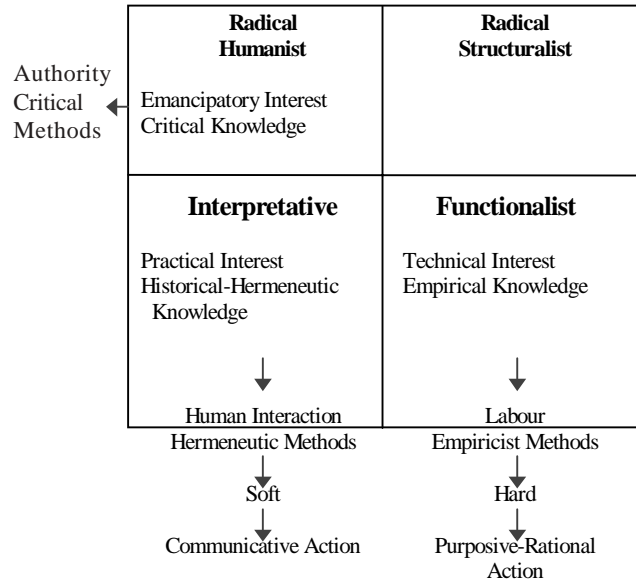 Radical
Humanist
Radical
Structuralist
Authority
Critical
Methods
Emancipatory Interest
Critical Knowledge
Interpretative
Practical Interest
Historical-Hermeneutic
Knowledge
Functionalist
Technical Interest
Empirical Knowledge
Human Interaction
Hermeneutic Methods
Soft
Communicative Action
Labour
Empiricist Methods
Hard
Purposive-Rational
Action